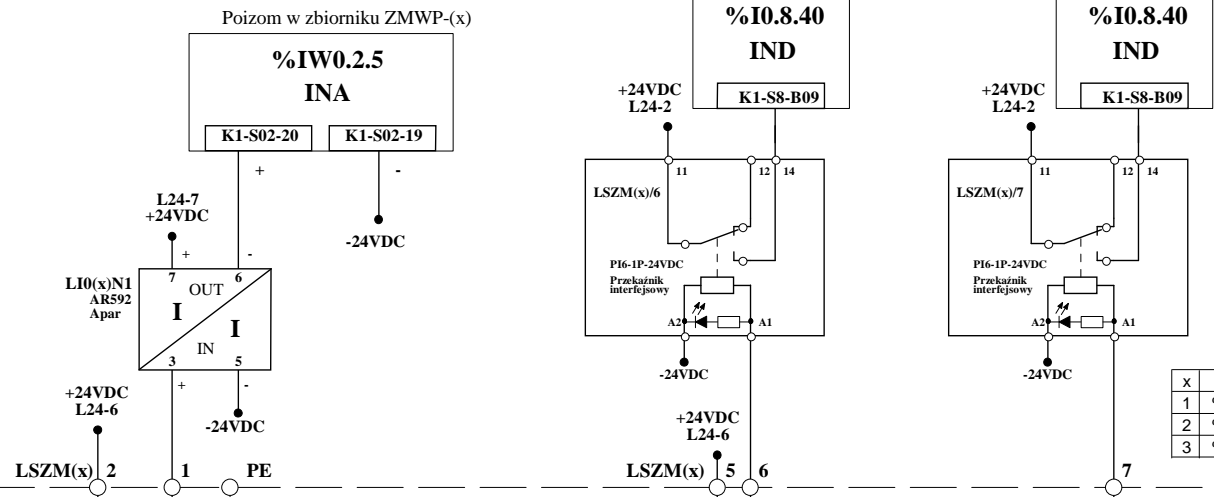 Poizom w zbiorniku ZMWP-(x)
%IW0.2.5
INA
K1-S02-20
K1-S02-19
+
-
L24-7
+24VDC
-24VDC
+
-
7
6
LI0(x)N1
AR592
Apar
OUT
I
I
IN
3
5
+
-
+24VDC
L24-6
-24VDC
LSZM(x)
2
1
PE
%I0.8.40
IND
K1-S8-B09
+24VDC
L24-2
11
12
14
LSZM(x)/6
PI6-1P-24VDC
Przekaźnik
interfejsowy
A2
A1
-24VDC
+24VDC
L24-6
LSZM(x)
5
6
%I0.8.40
IND
K1-S8-B09
+24VDC
L24-2
11
12
14
LSZM(x)/7
PI6-1P-24VDC
Przekaźnik
interfejsowy
A2
A1
-24VDC
7
x
1 %
2 %
3 %